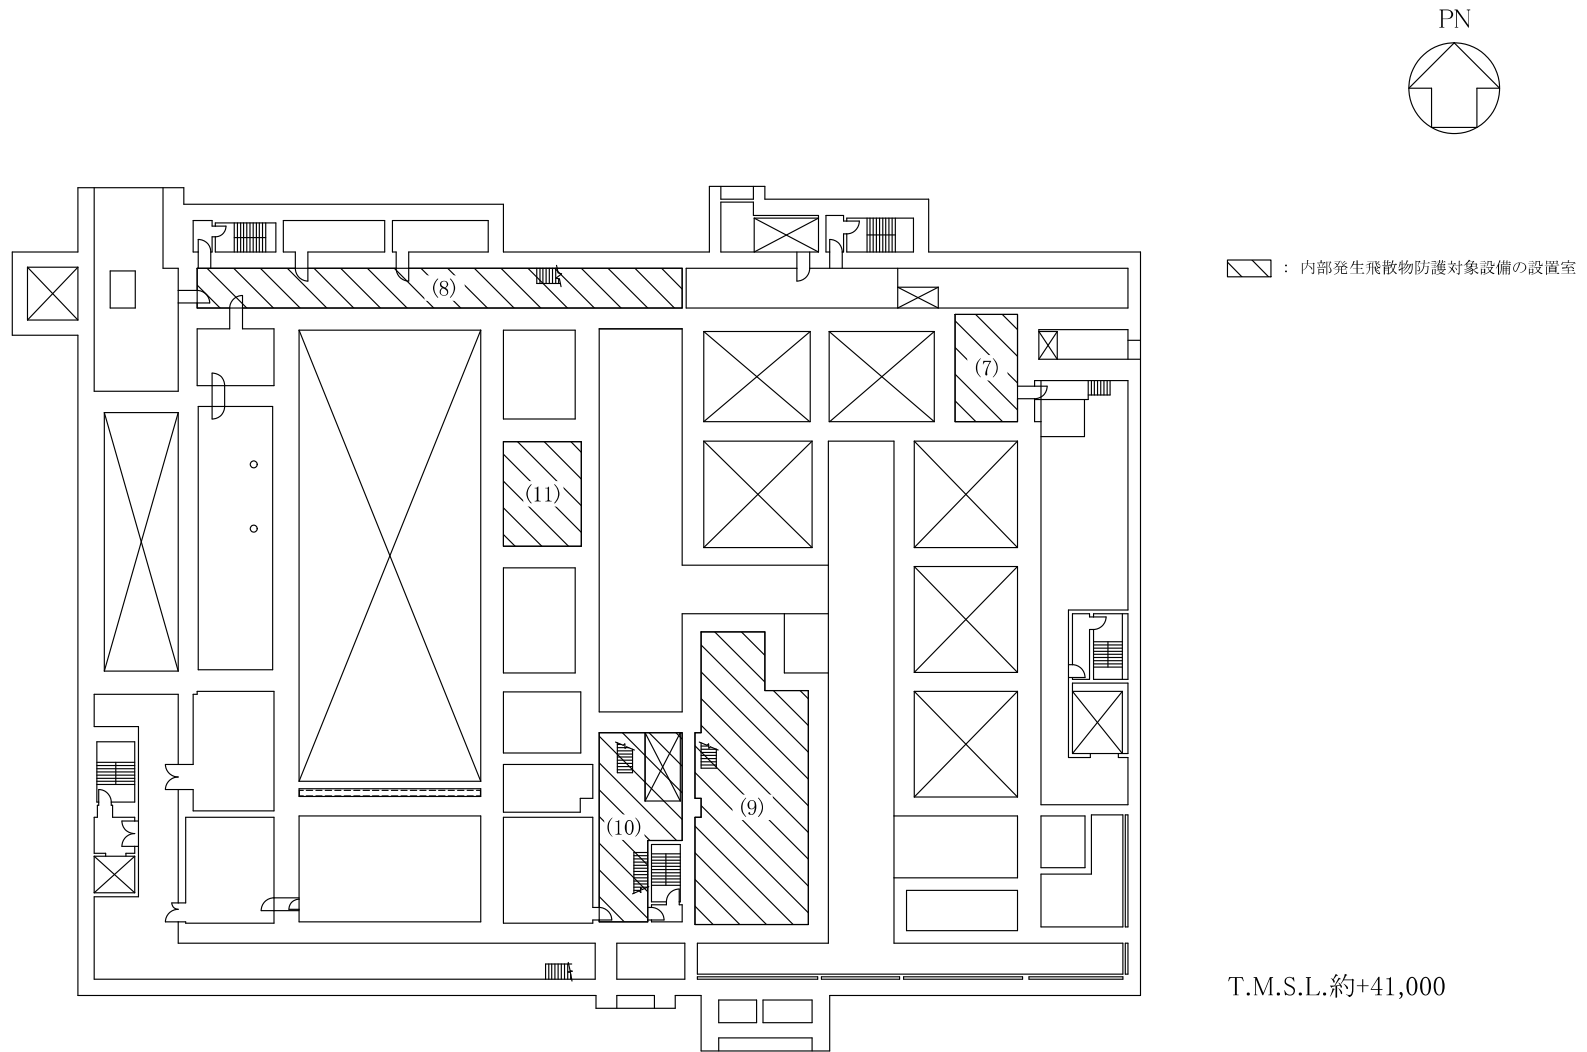 PN
: 内部発生飛散物防護対象設備の設置室
(8)
(7)
(11)
(9)
(10)
T.M.S.L.約+41,000